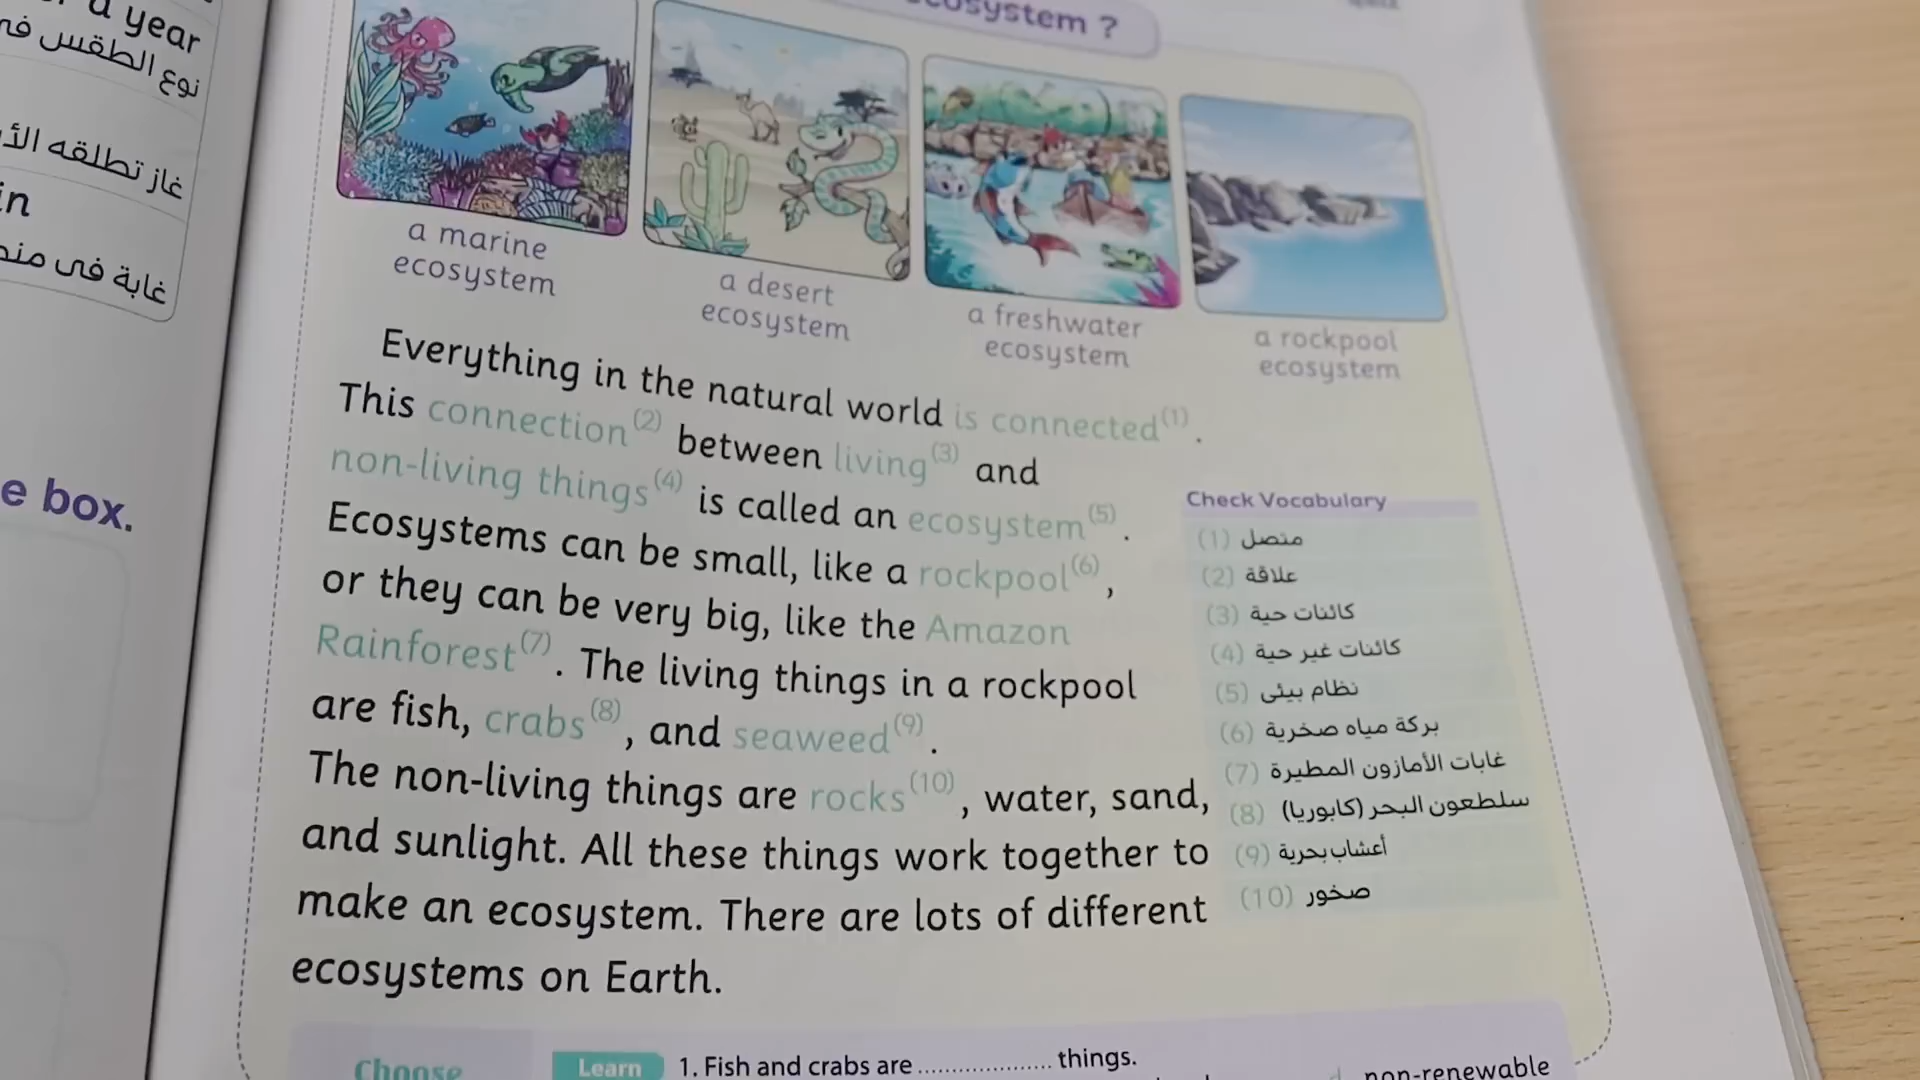 a year
نوع الطقس
غاز تطلقه
in
غابة فى
e box.
ecosystem ?
a marine
ecosystem
a desert
ecosystem
a freshwater
ecosystem
a rockpool
ecosystem
Everything in the natural world is connected(1).
This connection(2) between living(3) and
non-living things(4) is called an ecosystem(5).
Ecosystems can be small, like a rockpool(6),
or they can be very big, like the Amazon
Rainforest(7). The living things in a rockpool
are fish, crabs(8), and seaweed(9).
The non-living things are rocks(10), water, sand,
and sunlight. All these things work together to
make an ecosystem. There are lots of different
ecosystems on Earth.
Check Vocabulary
(1) متصل
(2) علاقة
(3) كائنات حية
(4) كائنات غير حية
(5) نظام بيئى
(6) بركة مياه صخرية
(7) غابات الأمازون المطيرة
(8) سلطعون البحر (كابوريا)
(9) أعشاب بحرية
(10) صخور
Choose
Learn
1. Fish and crabs are .................... things.
non-renewable